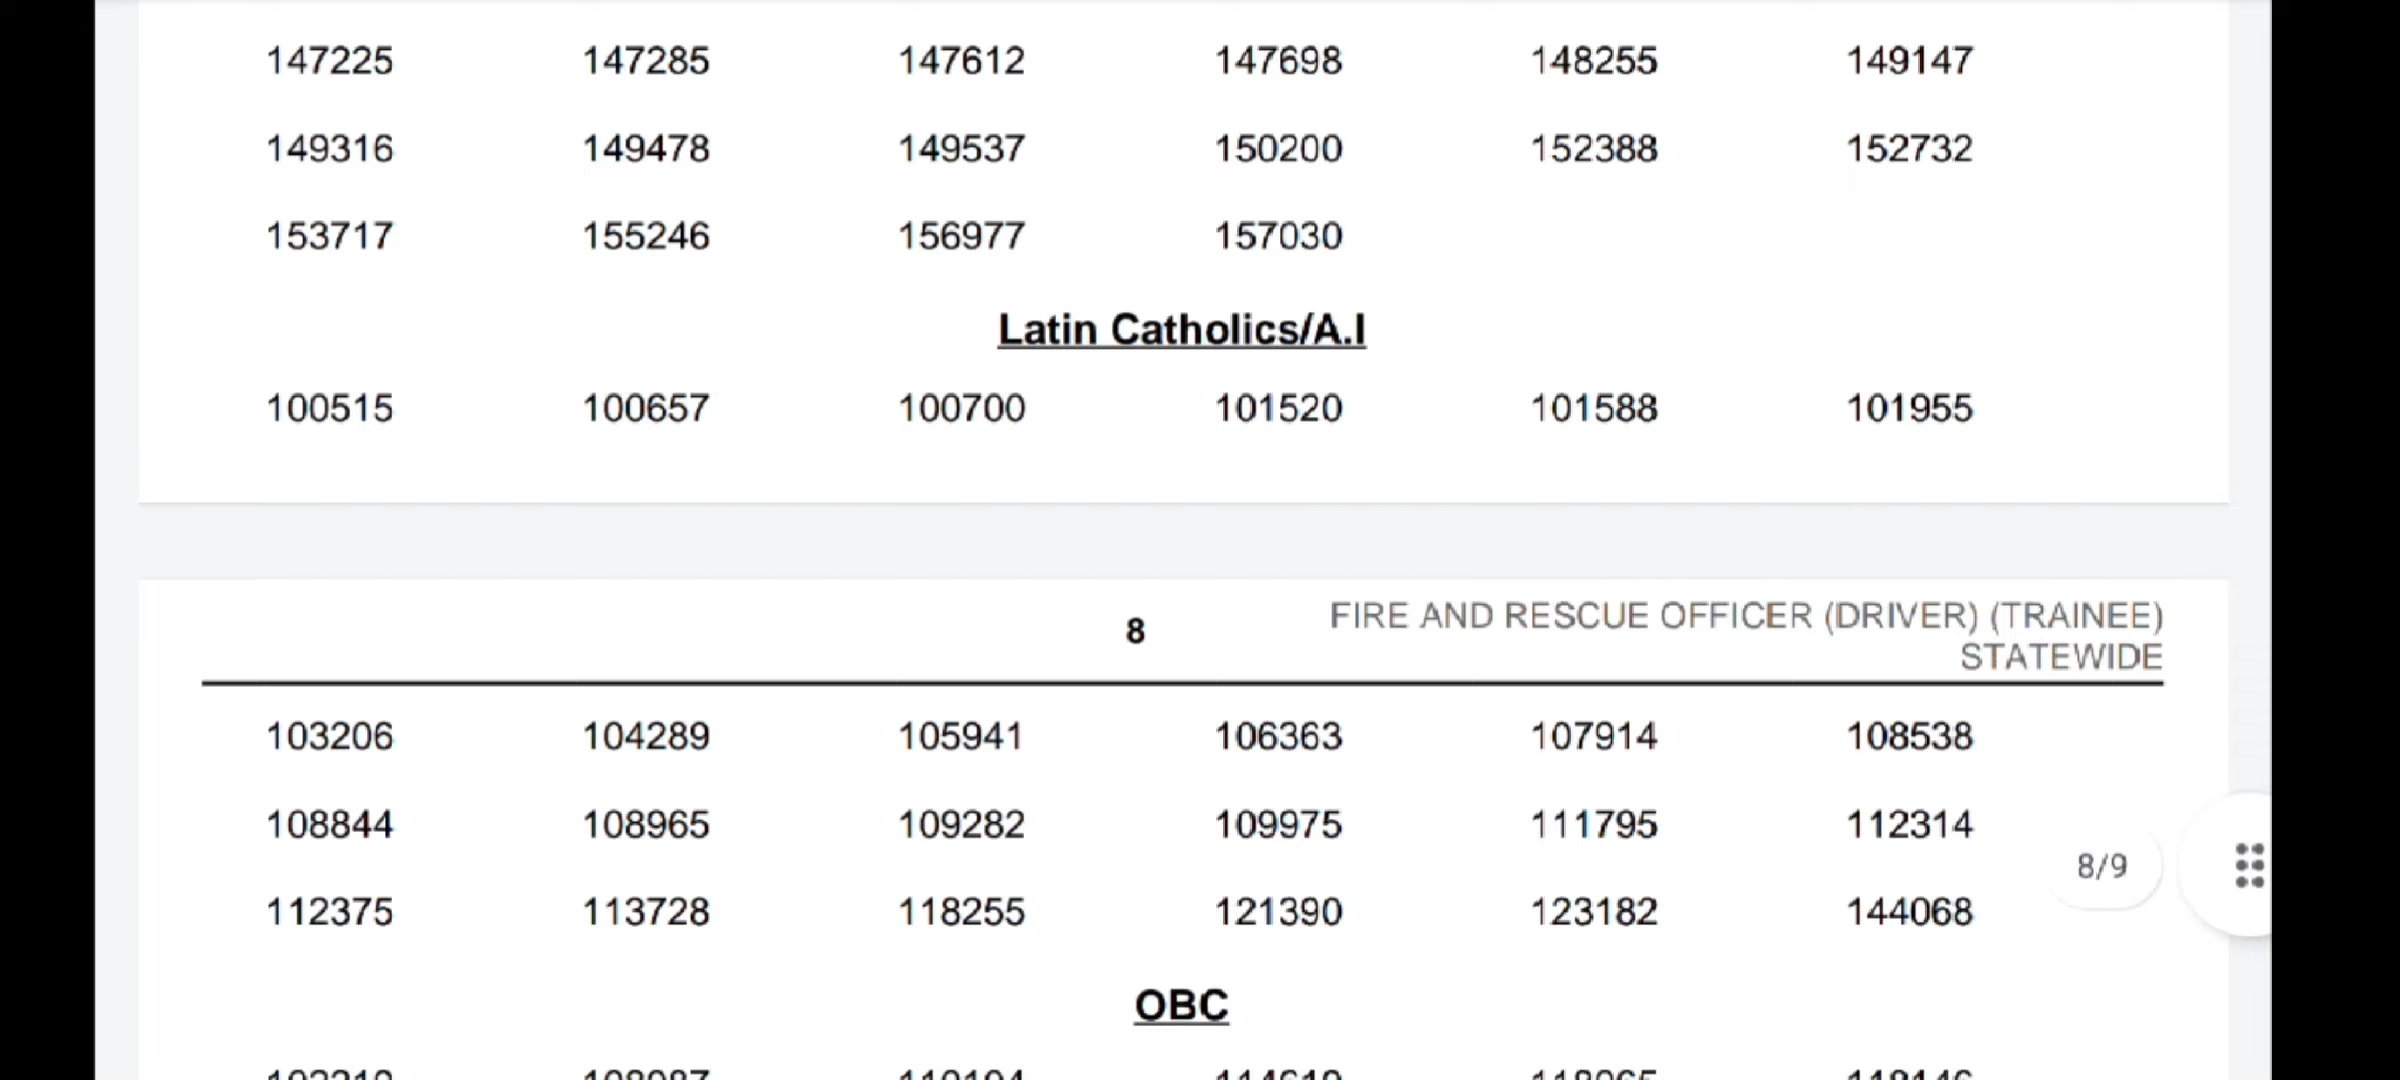 147225 147285 147612 147698 148255 149147
149316 149478 149537 150200 152388 152732
153717 155246 156977 157030
Latin Catholics/A.I
100515 100657 100700 101520 101588 101955
8 FIRE AND RESCUE OFFICER (DRIVER) (TRAINEE)
STATEWIDE
103206 104289 105941 106363 107914 108538
108844 108965 109282 109975 111795 112314
8/9
112375 113728 118255 121390 123182 144068
OBC